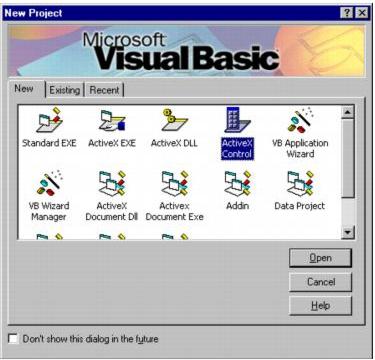 New Project
Microsoft
Visual Basic
New Existing Recent
Standard EXE ActiveX EXE ActiveX DLL ActiveX Control VB Application Wizard
VB Wizard Manager ActiveX Document Dll Activex Document Exe Addin Data Project
Open
Cancel
Help
Don't show this dialog in the future